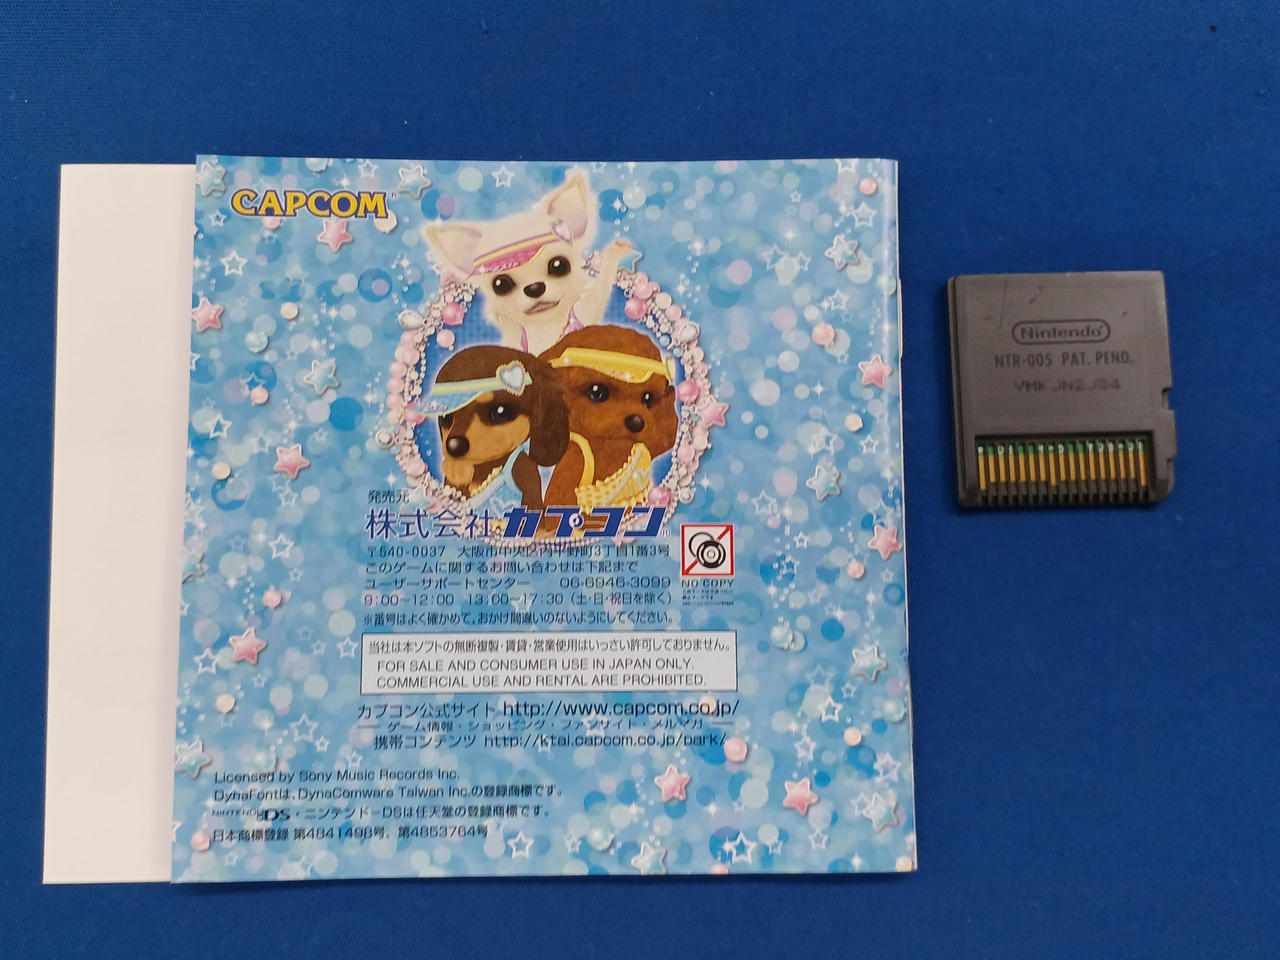 CAPCOM®
発売元
株式会社カプコン®
〒540-0037 大阪市中央区内平野町3丁目1番3号
このゲームに関するお問い合わせは下記まで
ユーザーサポートセンター 06-6946-3099
9:00~12:00 13:00~17:30 (土・日・祝日を除く)
※番号はよく確かめて、おかけ間違いのないようにしてください。
NO COPY
当社は本ソフトの無断複製・賃貸・営業使用はいっさい許可しておりません。
FOR SALE AND CONSUMER USE IN JAPAN ONLY,
COMMERCIAL USE AND RENTAL ARE PROHIBITED.
カプコン公式サイト http://www.capcom.co.jp/
ゲーム情報・ショッピング・ファンサイト・メルマガ
携帯コンテンツ http://ktai.capcom.co.jp/park/
Licensed by Sony Music Records Inc.
DynaFontは、DynaComware Taiwan Inc.の登録商標です。
NINTENDO DS・ニンテンドーDSは任天堂の登録商標です。
日本商標登録 第4841498号、第4853764号
Nintendo
NTR-005 PAT. PEND.